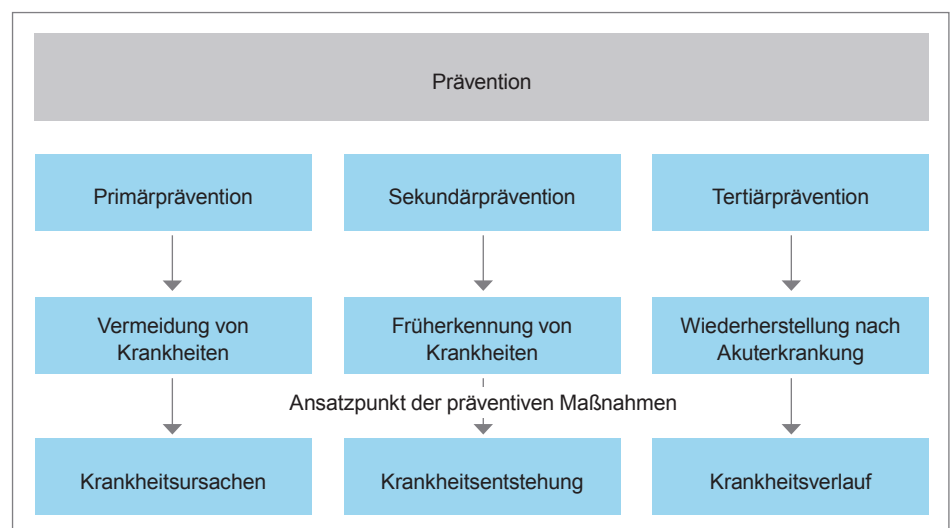 Prävention
Primärprävention
Sekundärprävention
Tertiärprävention
Vermeidung von
Krankheiten
Früherkennung von
Krankheiten
Wiederherstellung nach
Akuterkrankung
Ansatzpunkt der präventiven Maßnahmen
Krankheitsursachen
Krankheitsentstehung
Krankheitsverlauf